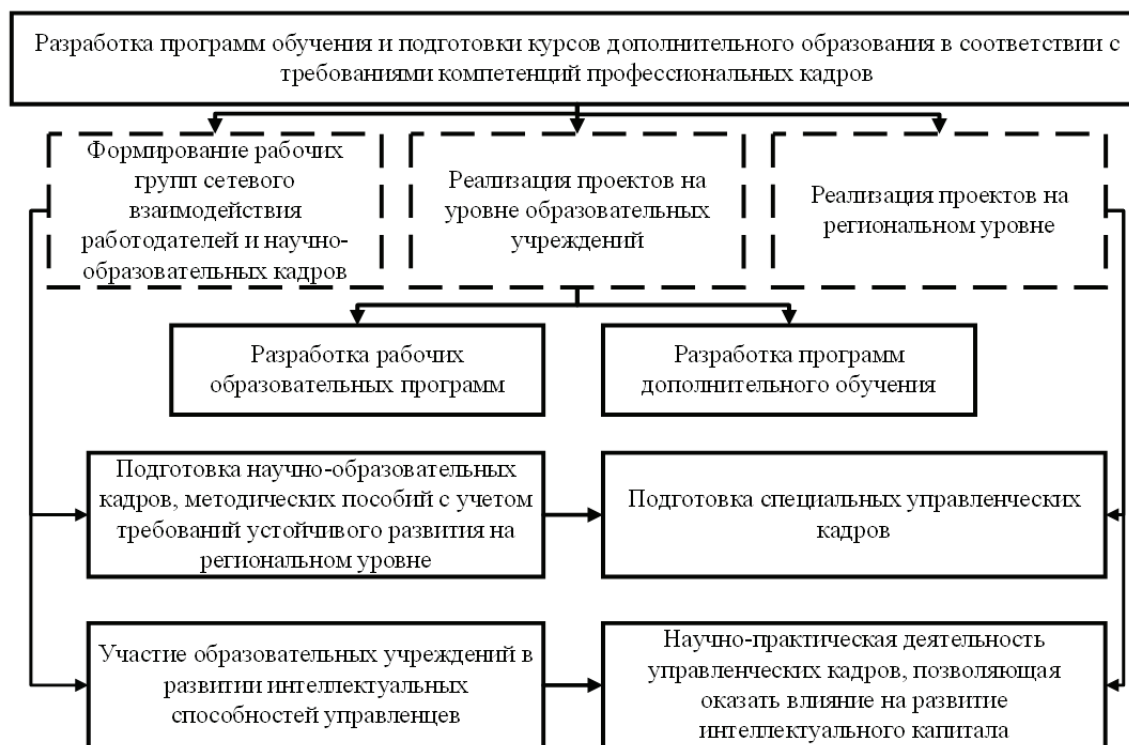 Разработка программ обучения и подготовки курсов дополнительного образования в соответствии с
требованиями компетенций профессиональных кадров
Формирование рабочих
групп сетевого
взаимодействия
работодателей и научно-
образовательных кадров
Реализация проектов на
уровне образовательных
учреждений
Реализация проектов на
региональном уровне
Разработка рабочих
образовательных программ
Разработка программ
дополнительного обучения
Подготовка научно-образовательных
кадров, методических пособий с учетом
требований устойчивого развития на
региональном уровне
Подготовка специальных управленческих
кадров
Участие образовательных учреждений в
развитии интеллектуальных
способностей управленцев
Научно-практическая деятельность
управленческих кадров, позволяющая
оказать влияние на развитие
интеллектуального капитала